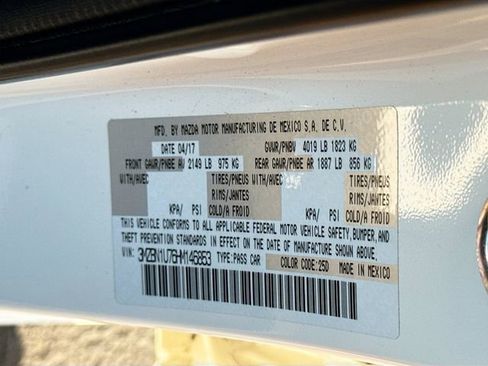 MFD. BY MAZDA MOTOR MANUFACTURING DE MEXICO S.A. DE C.V.
DATE 04/17 GVWR/PNBV 4019 LB 1823 KG
FRONT GAWR/PNBE AV 2149 LB 975 KG REAR GAWR/PNBE AR 1887 LB 856 KG
WITH/AVEC TIRES/PNEUS WITH/AVEC TIRES/PNEUS
RIMS/JANTES RIMS/JANTES
KPA/ PSI COLD/A FROID KPA/ PSI COLD/A FROID
THIS VEHICLE CONFORMS TO ALL APPLICABLE FEDERAL MOTOR VEHICLE SAFETY, BUMPER, AND
THEFT PREVENTION STANDARDS IN EFFECT ON THE DATE OF MANUFACTURE SHOWN ABOVE.
VIN: TYPE: PASS CAR COLOR CODE: 25D MADE IN MEXICO